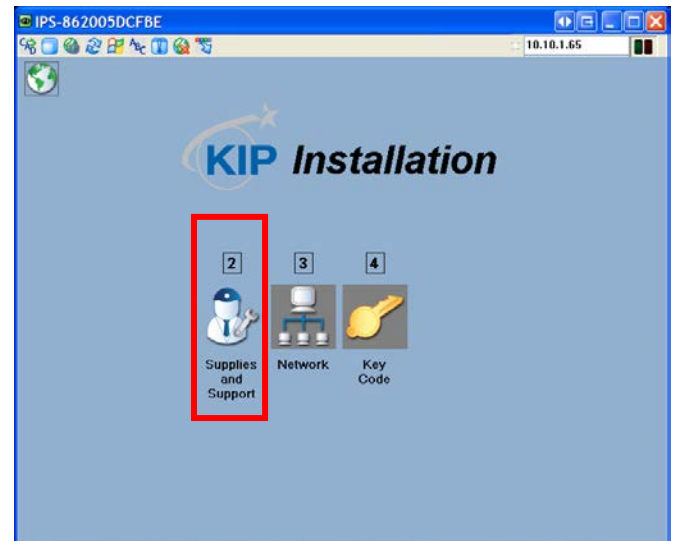 IPS-862005DCFBE
10.10.1.65
KIP Installation
2 3 4
Supplies and Support
Network
Key Code